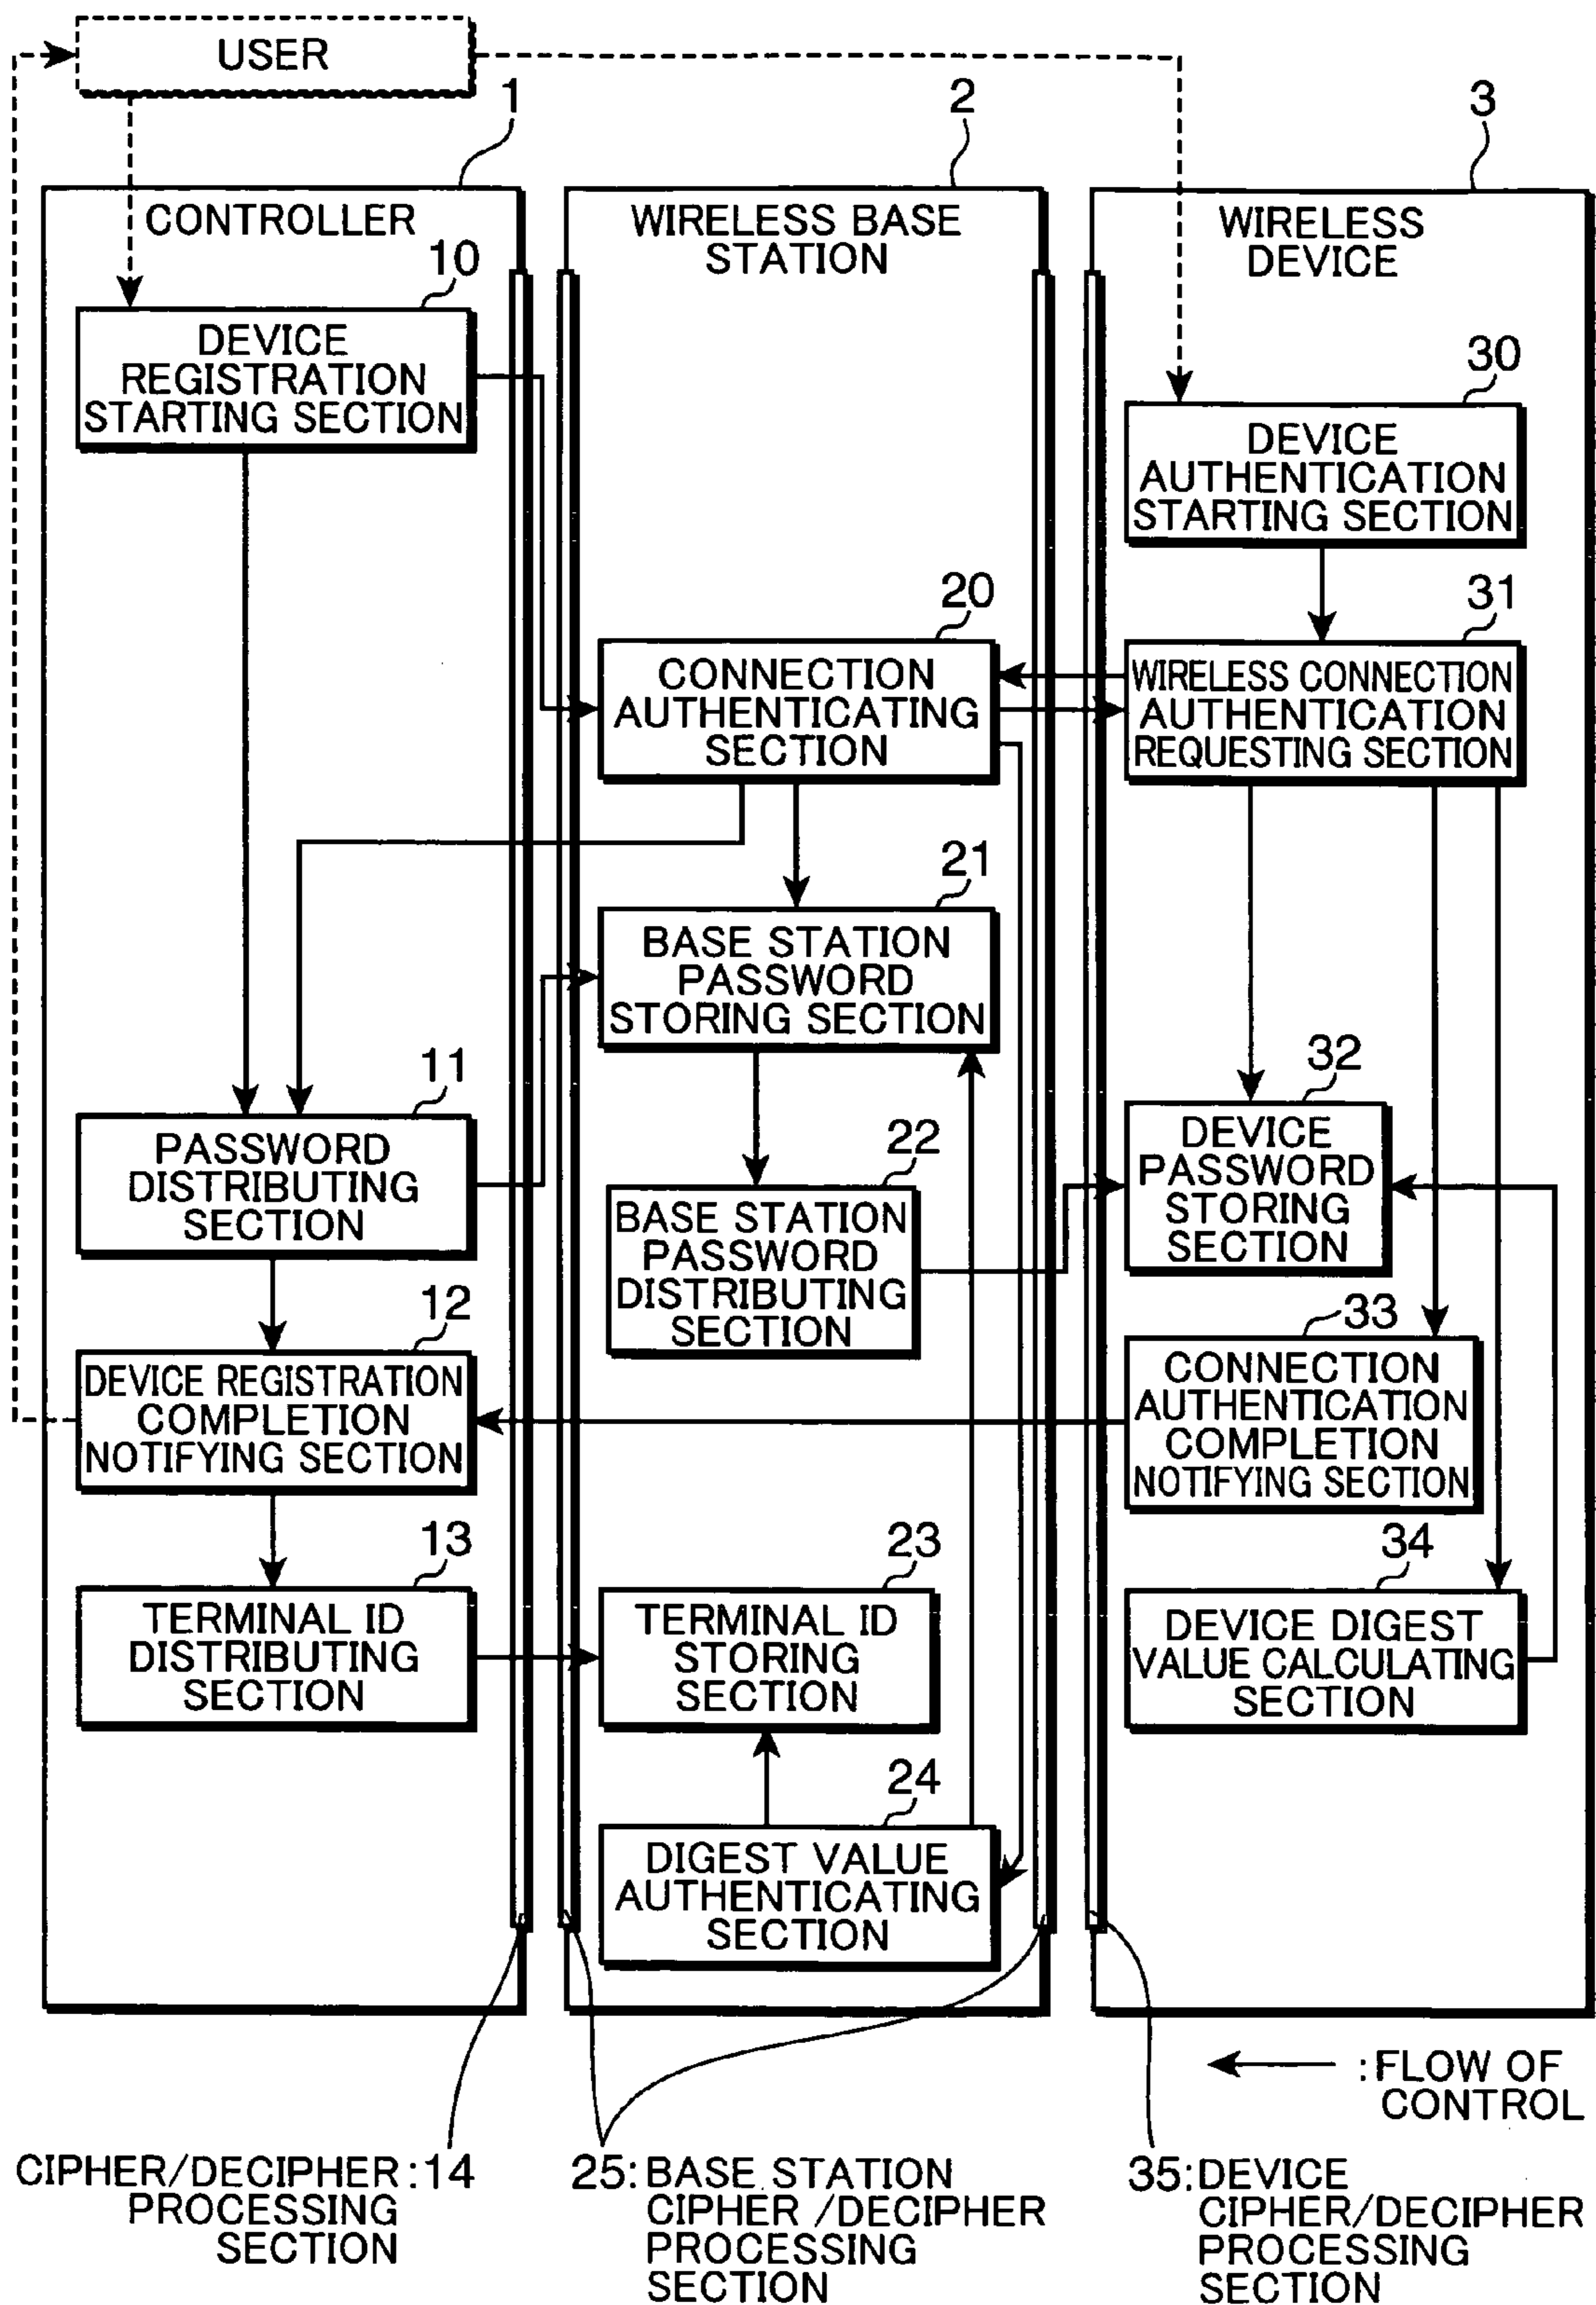 USER
1
2
3
CONTROLLER
WIRELESS BASE
STATION
WIRELESS
DEVICE
10
DEVICE
REGISTRATION
STARTING SECTION
30
DEVICE
AUTHENTICATION
STARTING SECTION
20
CONNECTION
AUTHENTICATING
SECTION
31
WIRELESS CONNECTION
AUTHENTICATION
REQUESTING SECTION
21
BASE STATION
PASSWORD
STORING SECTION
11
PASSWORD
DISTRIBUTING
SECTION
22
BASE STATION
PASSWORD
DISTRIBUTING
SECTION
32
DEVICE
PASSWORD
STORING
SECTION
12
DEVICE REGISTRATION
COMPLETION
NOTIFYING SECTION
33
CONNECTION
AUTHENTICATION
COMPLETION
NOTIFYING SECTION
13
TERMINAL ID
DISTRIBUTING
SECTION
23
TERMINAL ID
STORING
SECTION
34
DEVICE DIGEST
VALUE CALCULATING
SECTION
24
DIGEST VALUE
AUTHENTICATING
SECTION
:FLOW OF
CONTROL
CIPHER/DECIPHER:14
PROCESSING
SECTION
25:BASE STATION
CIPHER /DECIPHER
PROCESSING
SECTION
35:DEVICE
CIPHER/DECIPHER
PROCESSING
SECTION